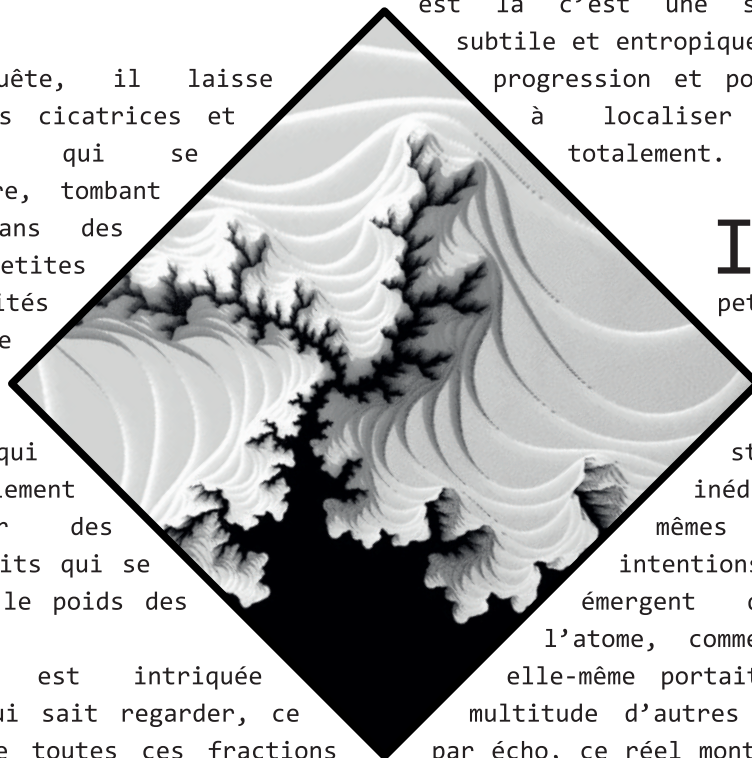 uête, il laisse
s cicatrices et
qui se
re, tombant
ans des
etites
ités
e
qui
lement
r des
its qui se
le poids des
est intriquée
ui sait regarder, ce
e toutes ces fractions
est là c’est une s
subtile et entropique
progression et po
à localiser
totalement.
I
pet
st
inéd
mêmes
intentions
émergent
l’atome, comme
elle-même portait
multitude d’autres
par écho, ce réel mont